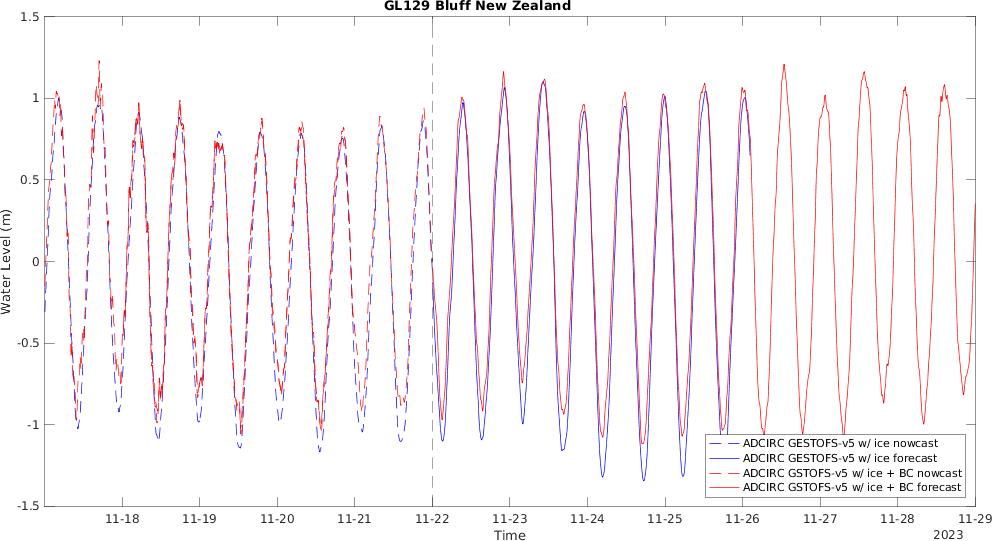 GL129 Bluff New Zealand
1.5
1
0.5
0
-0.5
-1
-1.5
Water Level (m)
11-18
11-19
11-20
11-21
11-22
11-23
11-24
11-25
11-26
11-27
11-28
11-29
Time
2023
ADCIRC GESTOFS-v5 w/ ice nowcast
ADCIRC GESTOFS-v5 w/ ice forecast
ADCIRC GSTOFS-v5 w/ ice + BC nowcast
ADCIRC GSTOFS-v5 w/ ice + BC forecast